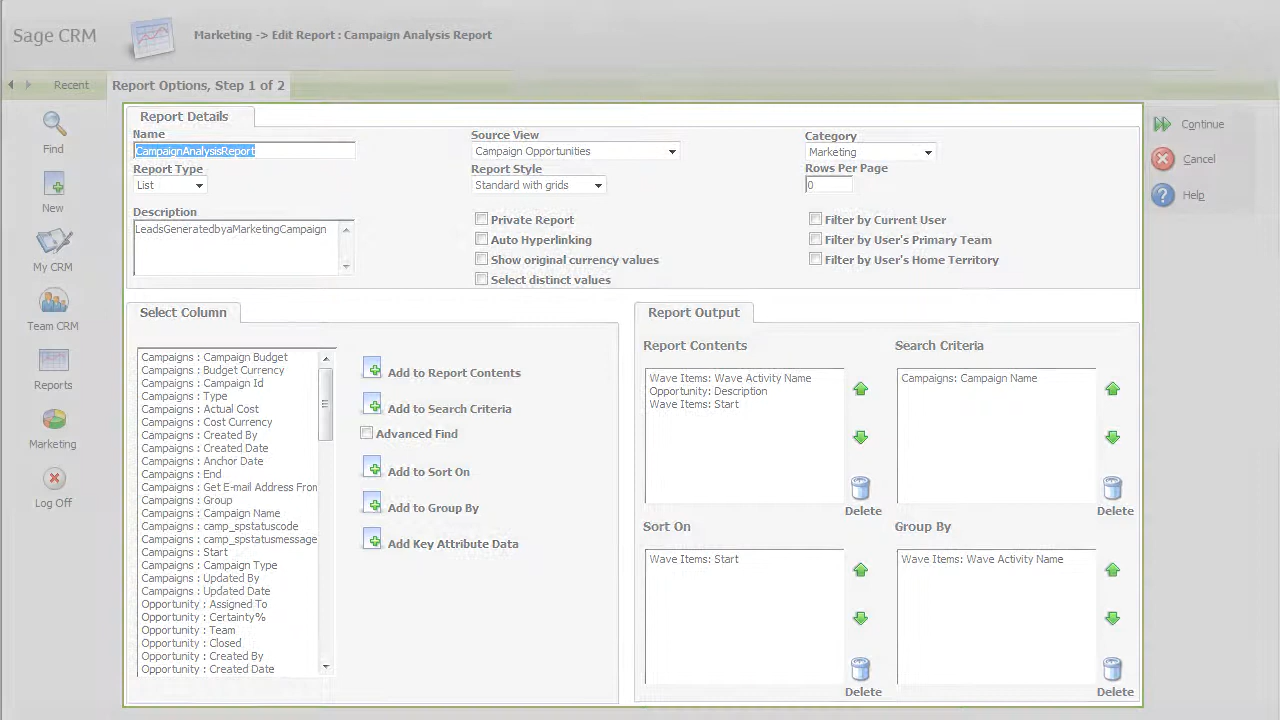 Sage CRM
Marketing -> Edit Report : Campaign Analysis Report
Recent
Report Options, Step 1 of 2
Find
New
My CRM
Team CRM
Reports
Marketing
Log Off
Report Details
Name
CampaignAnalysisReport
Source View
Campaign Opportunities
Category
Marketing
Report Type
List
Report Style
Standard with grids
Rows Per Page
0
Description
LeadsGeneratedbyaMarketingCampaign
Private Report
Auto Hyperlinking
Show original currency values
Select distinct values
Filter by Current User
Filter by User's Primary Team
Filter by User's Home Territory
Continue
Cancel
Help
Select Column
Campaigns : Campaign Budget
Campaigns : Budget Currency
Campaigns : Campaign Id
Campaigns : Type
Campaigns : Actual Cost
Campaigns : Cost Currency
Campaigns : Created By
Campaigns : Created Date
Campaigns : Anchor Date
Campaigns : End
Campaigns : Get E-mail Address From
Campaigns : Group
Campaigns : Campaign Name
Campaigns : camp_spstatuscode
Campaigns : camp_spstatusmessage
Campaigns : Start
Campaigns : Campaign Type
Campaigns : Updated By
Campaigns : Updated Date
Opportunity : Assigned To
Opportunity : Certainty%
Opportunity : Team
Opportunity : Closed
Opportunity : Created By
Opportunity : Created Date
Add to Report Contents
Add to Search Criteria
Advanced Find
Add to Sort On
Add to Group By
Add Key Attribute Data
Report Output
Report Contents
Wave Items: Wave Activity Name
Opportunity: Description
Wave Items: Start
Delete
Search Criteria
Campaigns: Campaign Name
Delete
Sort On
Wave Items: Start
Delete
Group By
Wave Items: Wave Activity Name
Delete